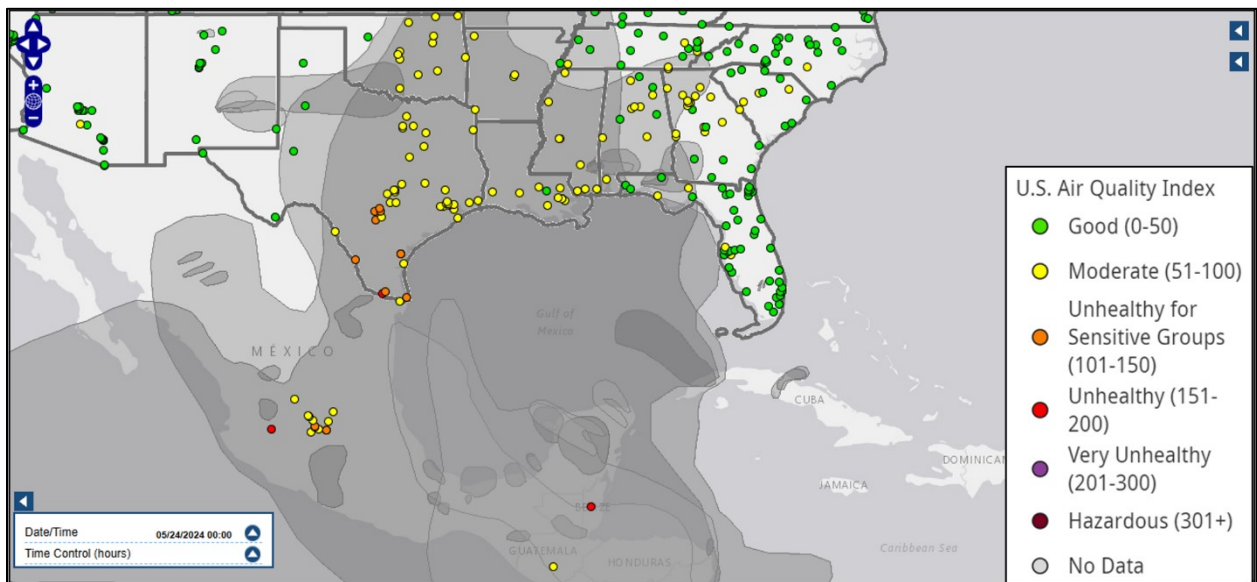 U.S. Air Quality Index
Good (0-50)
Moderate (51-100)
Unhealthy for
Sensitive Groups
(101-150)
Unhealthy (151-
200)
Very Unhealthy
(201-300)
Hazardous (301+)
No Data
Gulf of
Mexico
MÉXICO
CUBA
DOMINICAN
JAMAICA
BELIZE
GUATEMALA
HONDURAS
Caribbean Sea
Date/Time 05/24/2024 00:00
Time Control (hours)